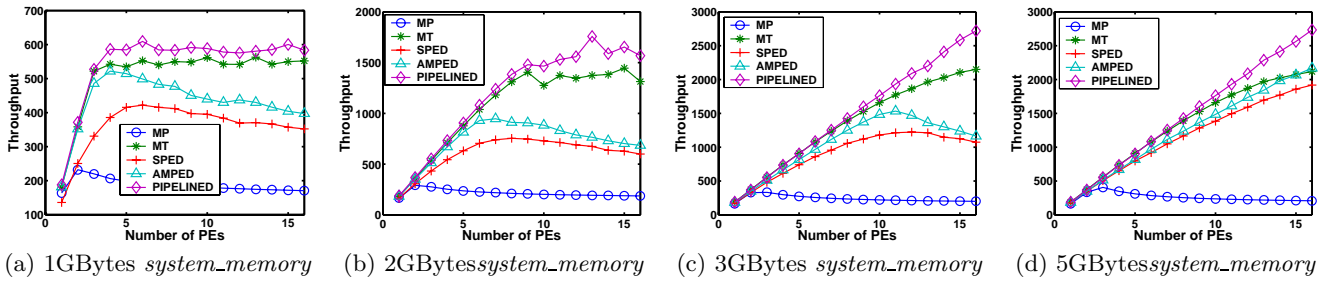 Throughput
700
600
500
400
300
200
100
0
5
10
15
Number of PEs
MP
MT
SPED
AMPED
PIPELINED
(a) 1GBytes system_memory
Throughput
2000
1500
1000
500
0
0
5
10
15
Number of PEs
MP
MT
SPED
AMPED
PIPELINED
(b) 2GBytessystem_memory
Throughput
3000
2500
2000
1500
1000
500
0
0
5
10
15
Number of PEs
MP
MT
SPED
AMPED
PIPELINED
(c) 3GBytes system_memory
Throughput
3000
2500
2000
1500
1000
500
0
0
5
10
15
Number of PEs
MP
MT
SPED
AMPED
PIPELINED
(d) 5GBytessystem_memory